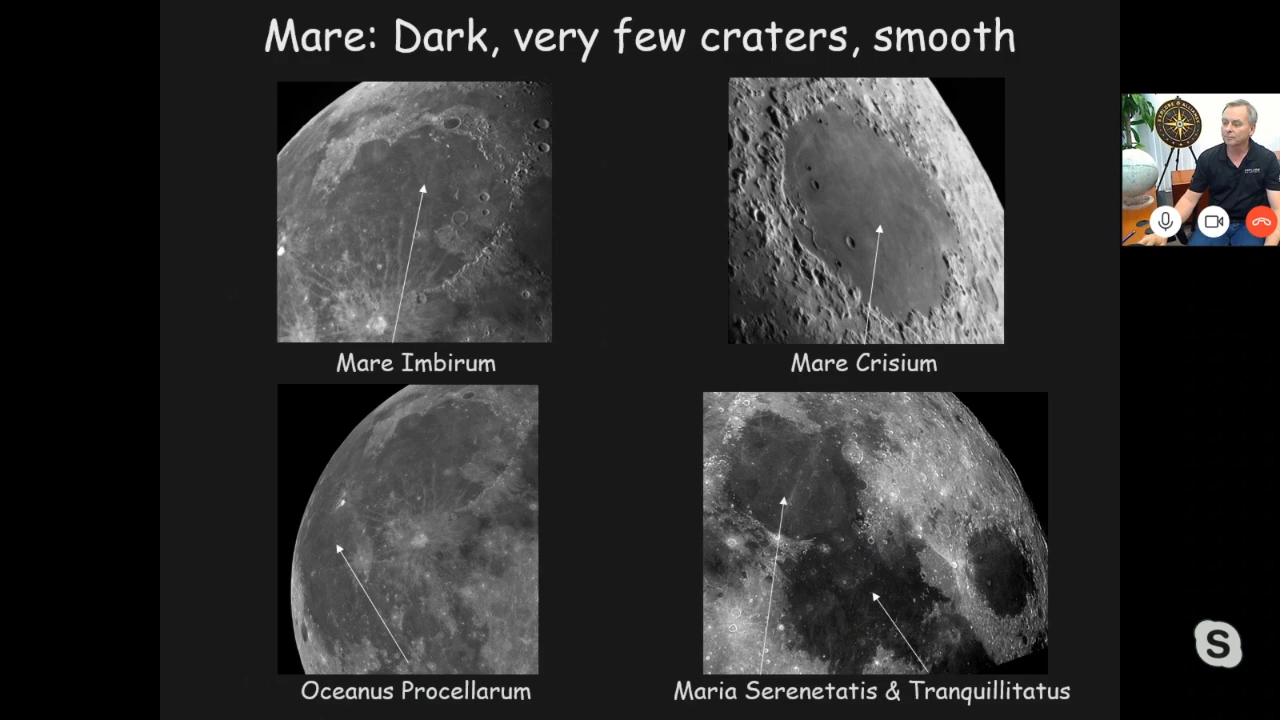 Mare: Dark, very few craters, smooth
Mare Imbirum
Mare Crisium
Oceanus Procellarum
Maria Serenetatis & Tranquillitatus
S